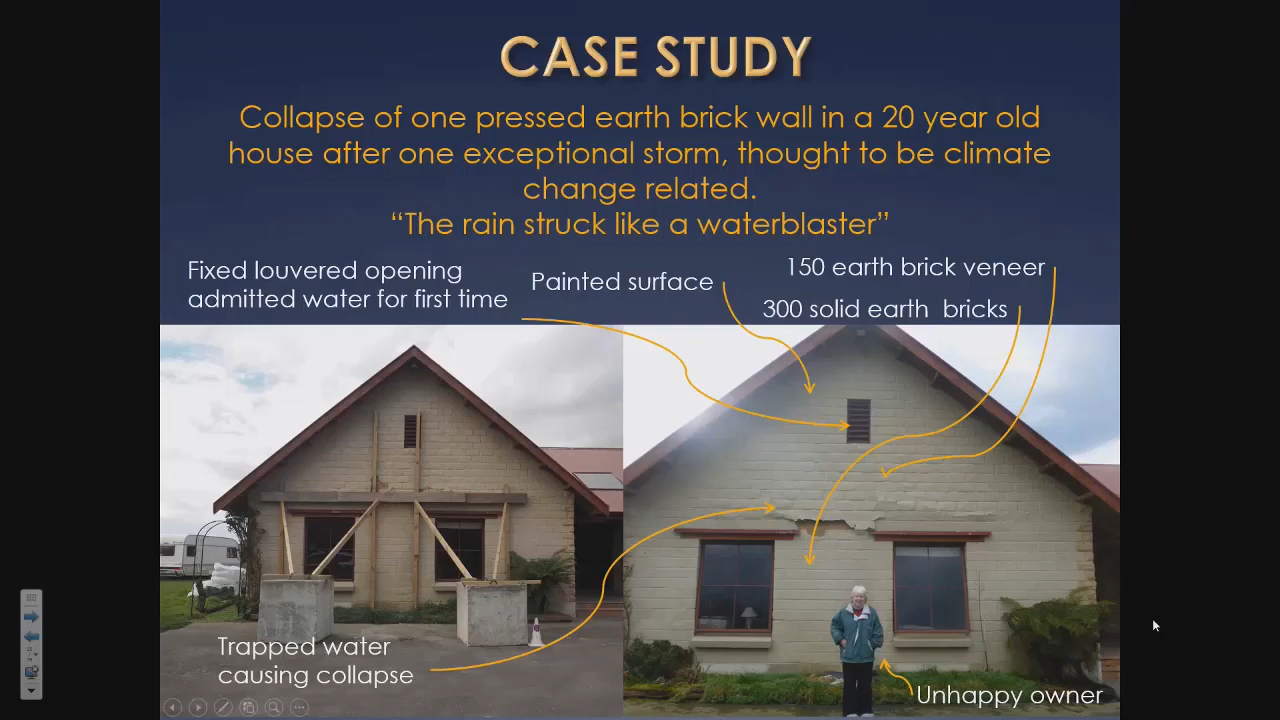 CASE STUDY
Collapse of one pressed earth brick wall in a 20 year old
house after one exceptional storm, thought to be climate
change related.
“The rain struck like a waterblaster”
Fixed louvered opening
admitted water for first time
Painted surface
150 earth brick veneer
300 solid earth bricks
Trapped water
causing collapse
Unhappy owner